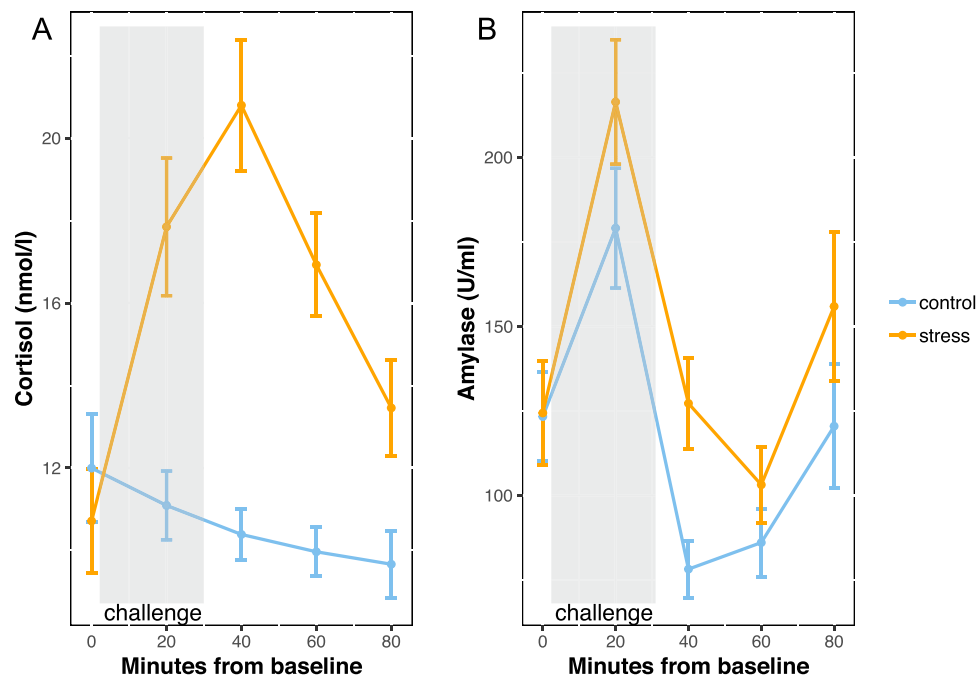 A
B
20
16
12
Cortisol (nmol/l)
challenge
0 20 40 60 80
Minutes from baseline
200
150
100
Amylase (U/ml)
challenge
0 20 40 60 80
Minutes from baseline
control
stress